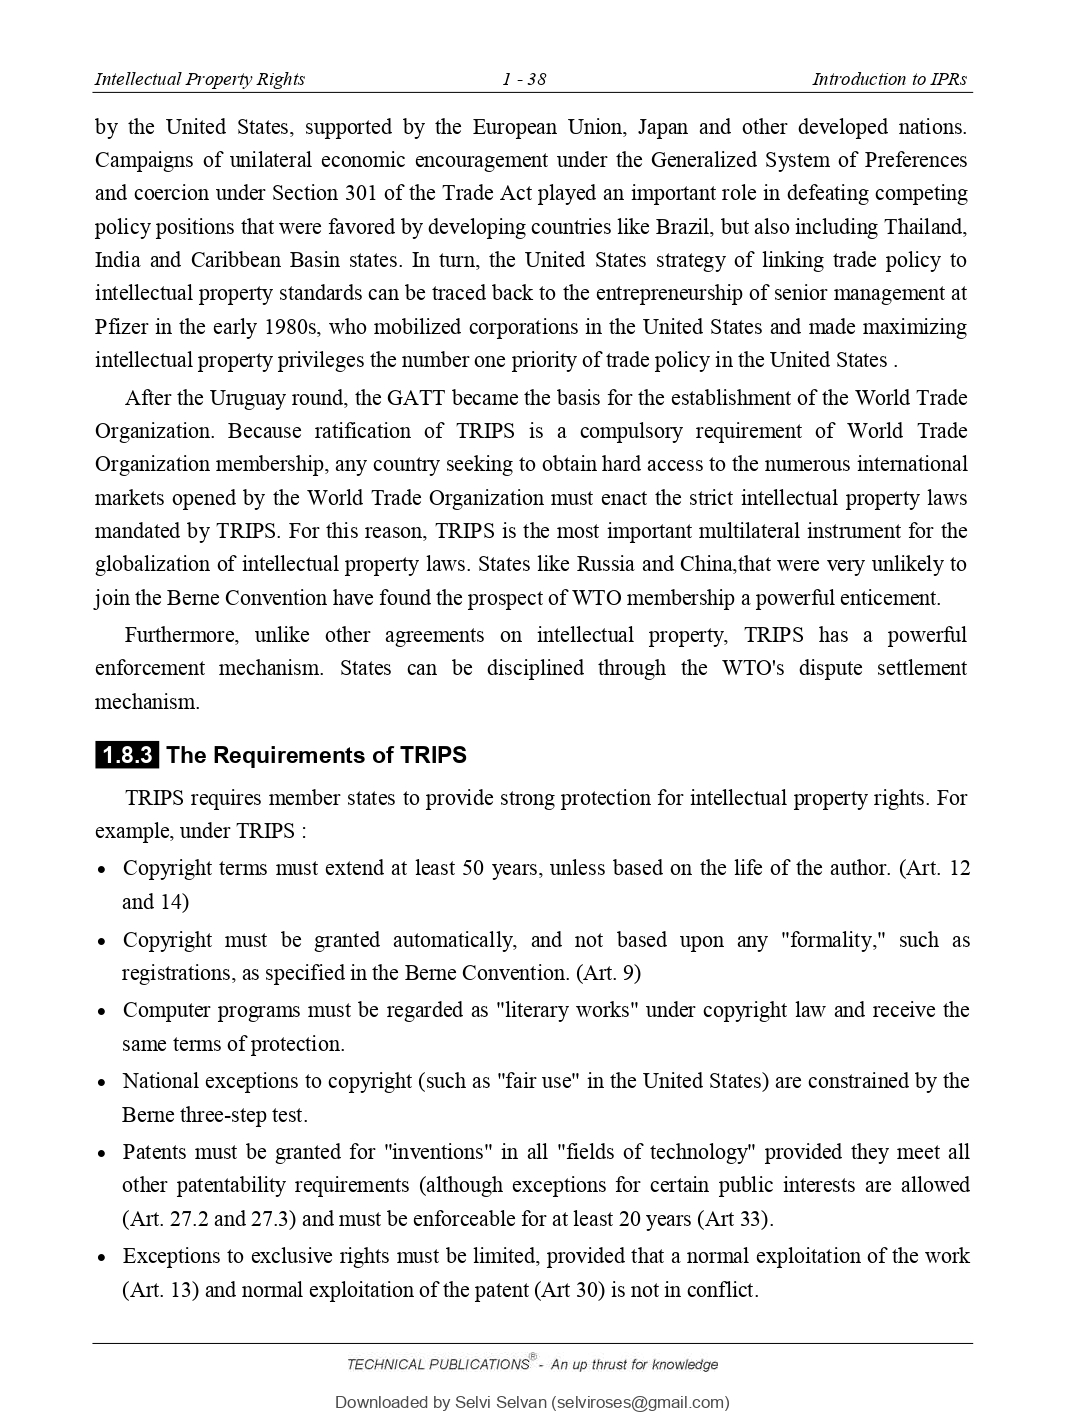 Intellectual Property Rights 1 - 38 Introduction to IPRs
by the United States, supported by the European Union, Japan and other developed nations.
Campaigns of unilateral economic encouragement under the Generalized System of Preferences
and coercion under Section 301 of the Trade Act played an important role in defeating competing
policy positions that were favored by developing countries like Brazil, but also including Thailand,
India and Caribbean Basin states. In turn, the United States strategy of linking trade policy to
intellectual property standards can be traced back to the entrepreneurship of senior management at
Pfizer in the early 1980s, who mobilized corporations in the United States and made maximizing
intellectual property privileges the number one priority of trade policy in the United States .
After the Uruguay round, the GATT became the basis for the establishment of the World Trade
Organization. Because ratification of TRIPS is a compulsory requirement of World Trade
Organization membership, any country seeking to obtain hard access to the numerous international
markets opened by the World Trade Organization must enact the strict intellectual property laws
mandated by TRIPS. For this reason, TRIPS is the most important multilateral instrument for the
globalization of intellectual property laws. States like Russia and China,that were very unlikely to
join the Berne Convention have found the prospect of WTO membership a powerful enticement.
Furthermore, unlike other agreements on intellectual property, TRIPS has a powerful
enforcement mechanism. States can be disciplined through the WTO's dispute settlement
mechanism.
1.8.3 The Requirements of TRIPS
TRIPS requires member states to provide strong protection for intellectual property rights. For
example, under TRIPS :
• Copyright terms must extend at least 50 years, unless based on the life of the author. (Art. 12
and 14)
• Copyright must be granted automatically, and not based upon any "formality," such as
registrations, as specified in the Berne Convention. (Art. 9)
• Computer programs must be regarded as "literary works" under copyright law and receive the
same terms of protection.
• National exceptions to copyright (such as "fair use" in the United States) are constrained by the
Berne three-step test.
• Patents must be granted for "inventions" in all "fields of technology" provided they meet all
other patentability requirements (although exceptions for certain public interests are allowed
(Art. 27.2 and 27.3) and must be enforceable for at least 20 years (Art 33).
• Exceptions to exclusive rights must be limited, provided that a normal exploitation of the work
(Art. 13) and normal exploitation of the patent (Art 30) is not in conflict.
TECHNICAL PUBLICATIONS® - An up thrust for knowledge
Downloaded by Selvi Selvan (selviroses@gmail.com)